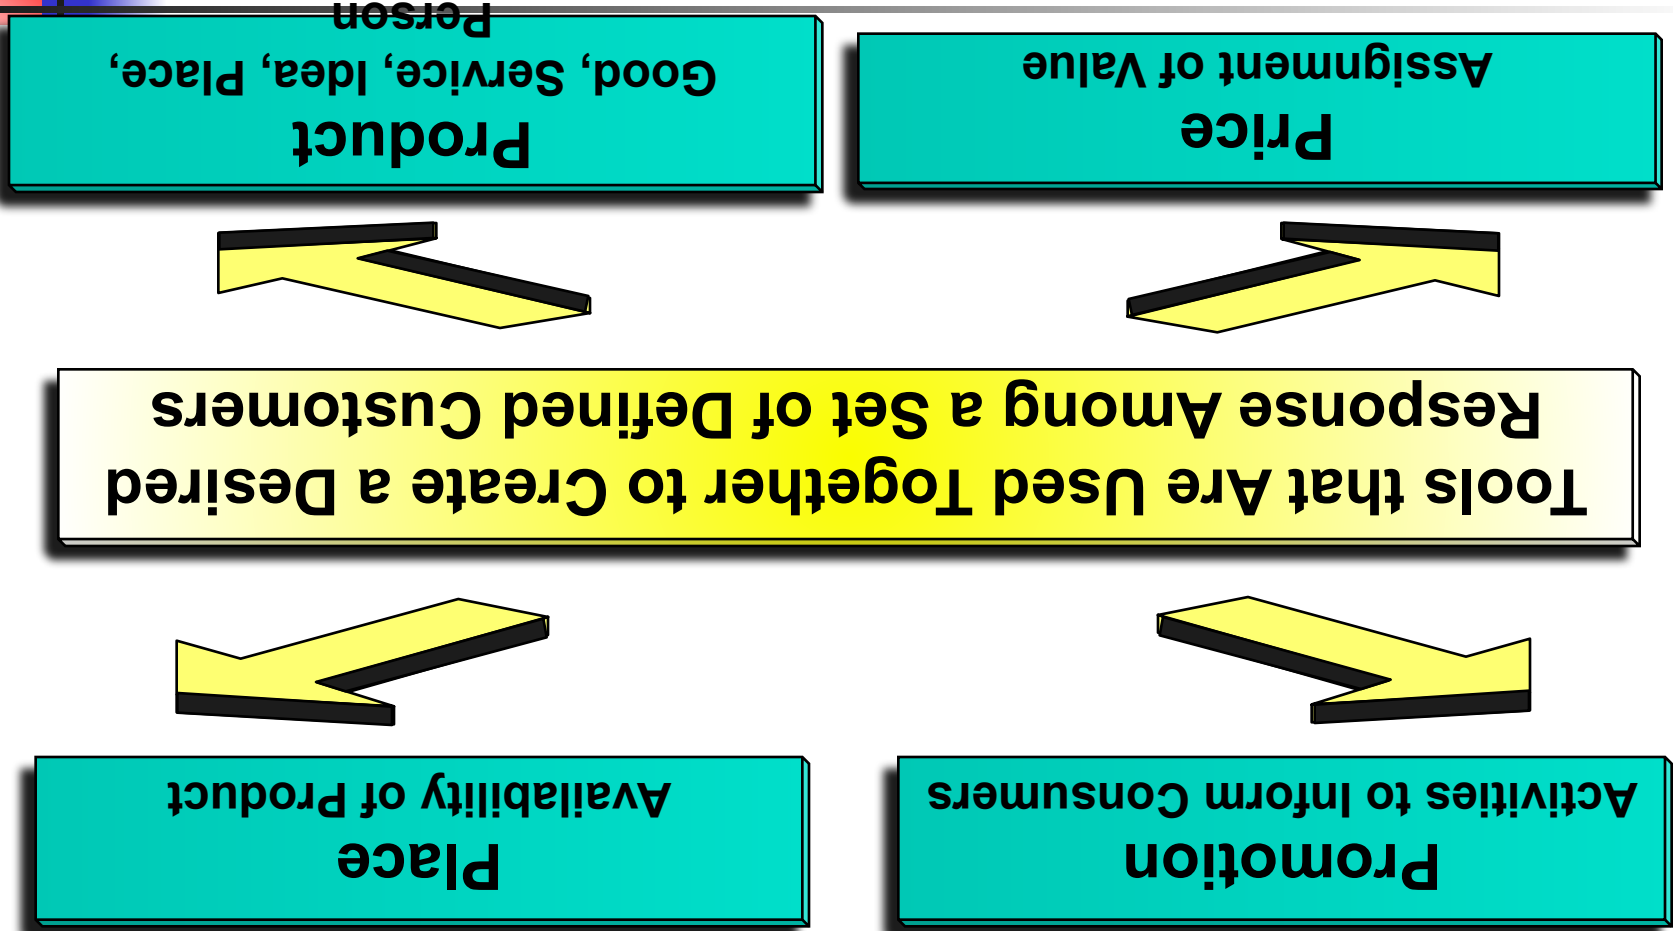 Promotion
Activities to Inform Consumers
Place
Availability of Product
Tools that Are Used Together to Create a Desired
Response Among a Set of Defined Customers
Price
Assignment of Value
Product
Good, Service, Idea, Place,
Person